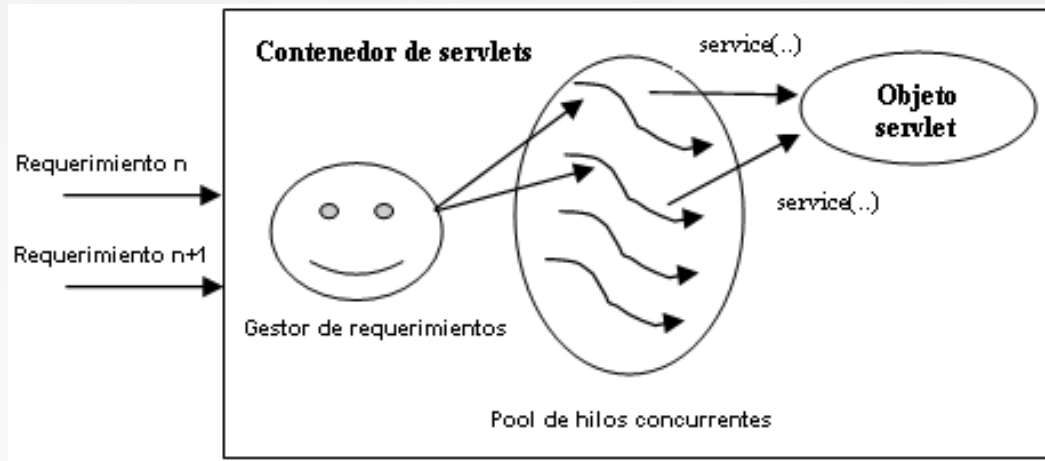 Contenedor de servlets
service(..)
Objeto
servlet
Requerimiento n
service(..)
Requerimiento n+1
Gestor de requerimientos
Pool de hilos concurrentes